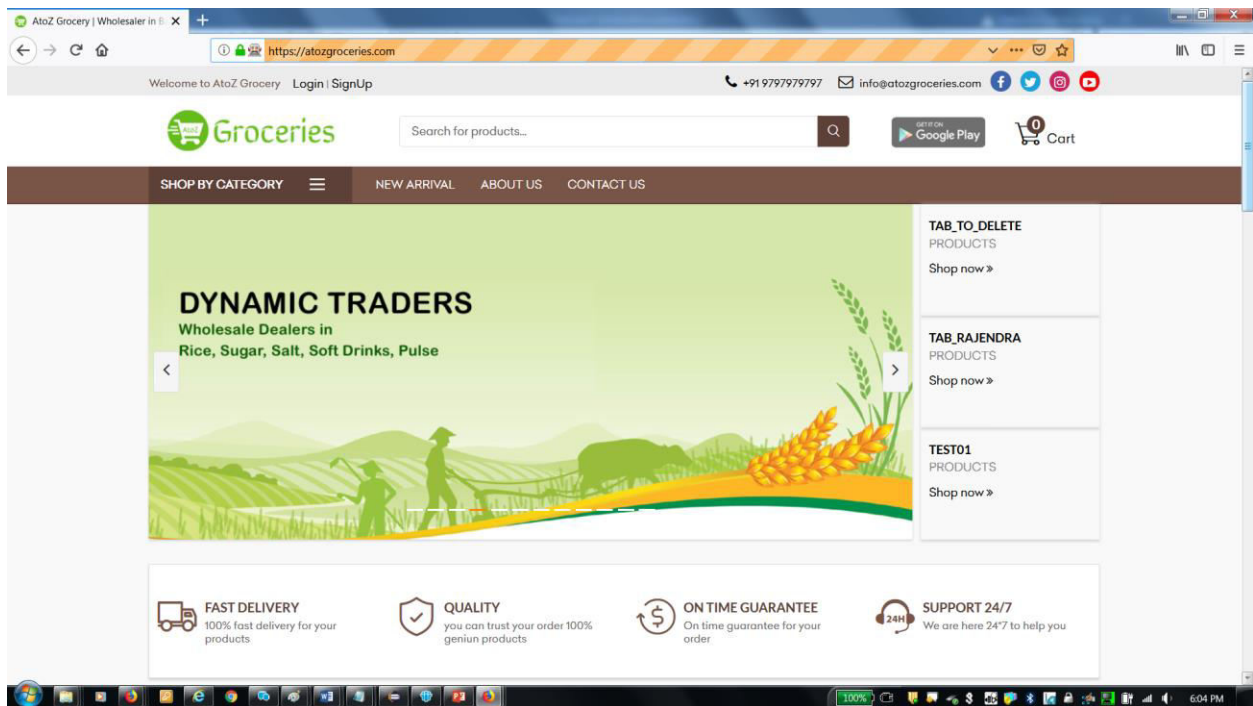 AtoZ Grocery | Wholesaler in B
https://atozgroceries.com
Welcome to AtoZ Grocery Login | SignUp
+91 9797979797 info@atozgroceries.com
AtoZ Groceries
Search for products...
GET IT ON
Google Play
0
Cart
SHOP BY CATEGORY NEW ARRIVAL ABOUT US CONTACT US
DYNAMIC TRADERS
Wholesale Dealers in
Rice, Sugar, Salt, Soft Drinks, Pulse
TAB_TO_DELETE
PRODUCTS
Shop now »
TAB_RAJENDRA
PRODUCTS
Shop now »
TEST01
PRODUCTS
Shop now »
FAST DELIVERY
100% fast delivery for your
products
QUALITY
you can trust your order 100%
geniun products
ON TIME GUARANTEE
On time guarantee for your
order
24H
SUPPORT 24/7
We are here 24*7 to help you
100%
6:04 PM